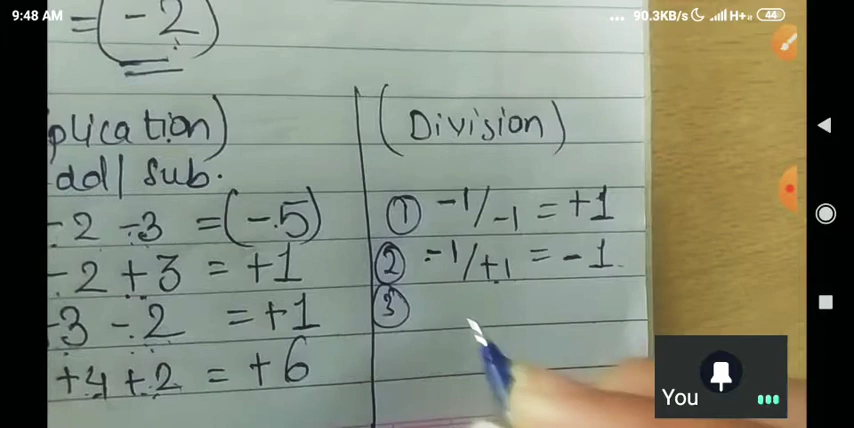 9:48 AM
... 90.3KB/s H+ 44
= (-2)
plication)
dd | sub.
-2 -3 = (-5)
-2 + 3 = +1
3 - 2 = +1
+4 +2 = +6
(Division)
① -1/-1 = +1
② -1/+1 = -1
③
You